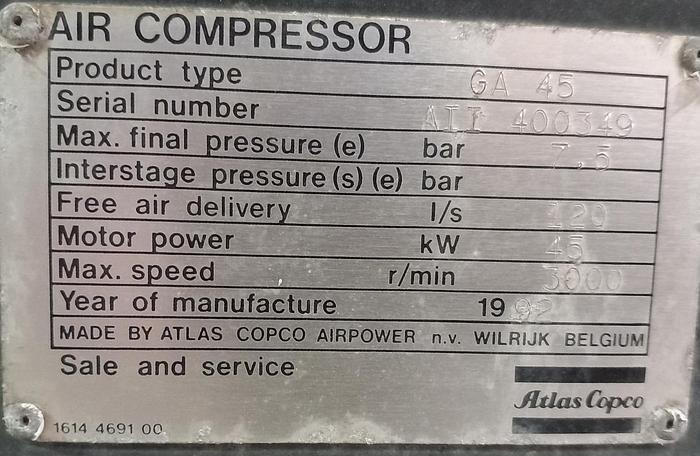 AIR COMPRESSOR
Product type GA 45
Serial number AII 400349
Max. final pressure (e) bar 7,5
Interstage pressure (s) (e) bar
Free air delivery l/s 120
Motor power kW 45
Max. speed r/min 3000
Year of manufacture 19 92
MADE BY ATLAS COPCO AIRPOWER n.v. WILRIJK BELGIUM
Sale and service
Atlas Copco
1614 4691 00